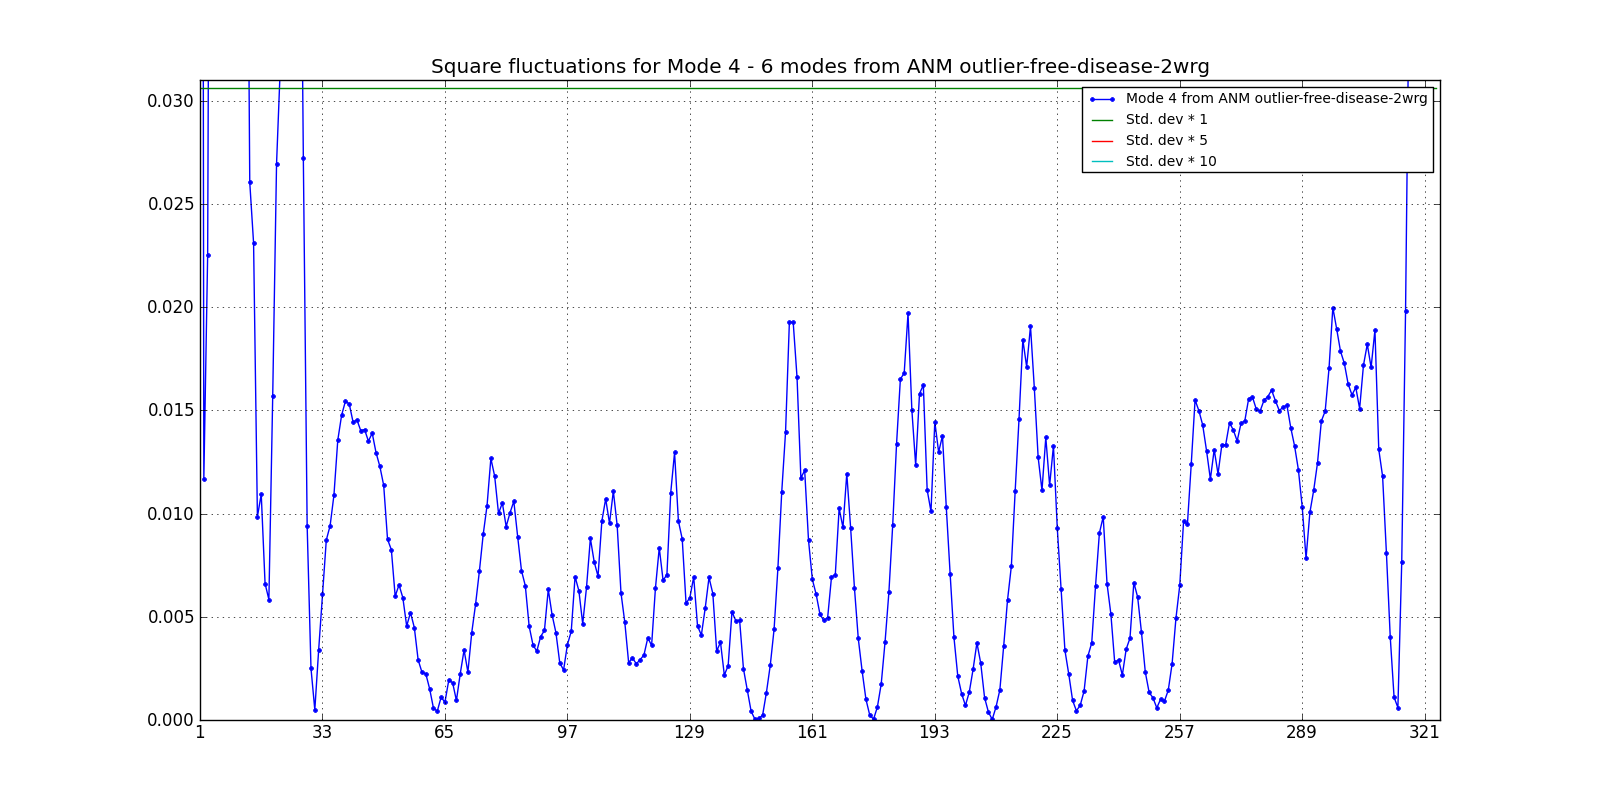 Square fluctuations for Mode 4 - 6 modes from ANM outlier-free-disease-2wrg
Mode 4 from ANM outlier-free-disease-2wrg
Std. dev * 1
Std. dev * 5
Std. dev * 10
0.030
0.025
0.020
0.015
0.010
0.005
0.000
1 33 65 97 129 161 193 225 257 289 321